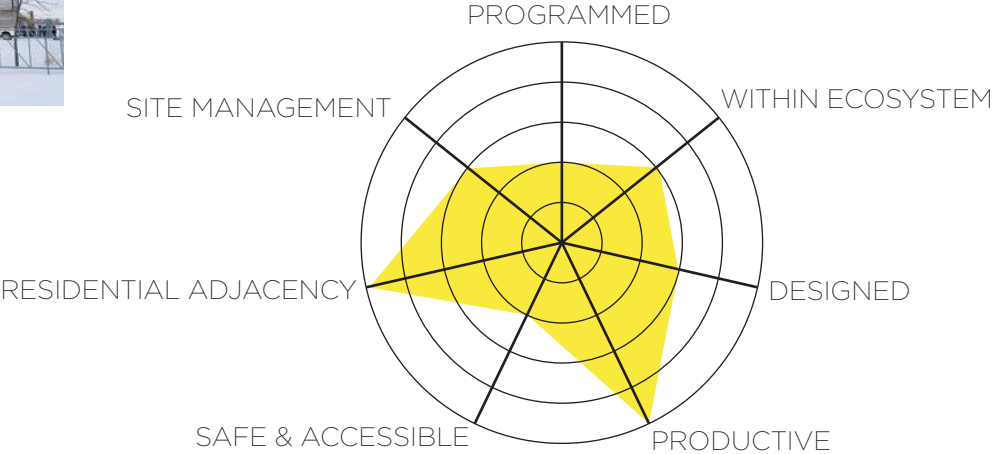 PROGRAMMED
WITHIN ECOSYSTEM
SITE MANAGEMENT
RESIDENTIAL ADJACENCY
DESIGNED
SAFE & ACCESSIBLE
PRODUCTIVE